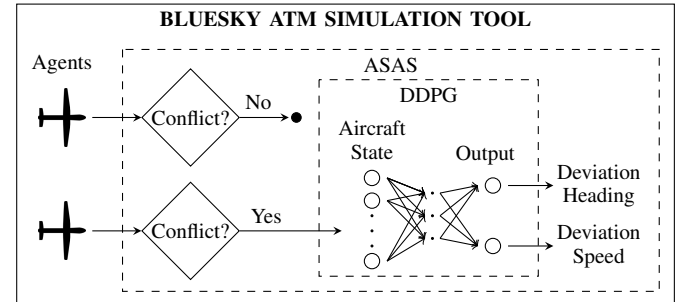 BLUESKY ATM SIMULATION TOOL
Agents
ASAS
DDPG
Conflict?
No
Aircraft
State
Output
Deviation
Heading
Conflict?
Yes
Deviation
Speed